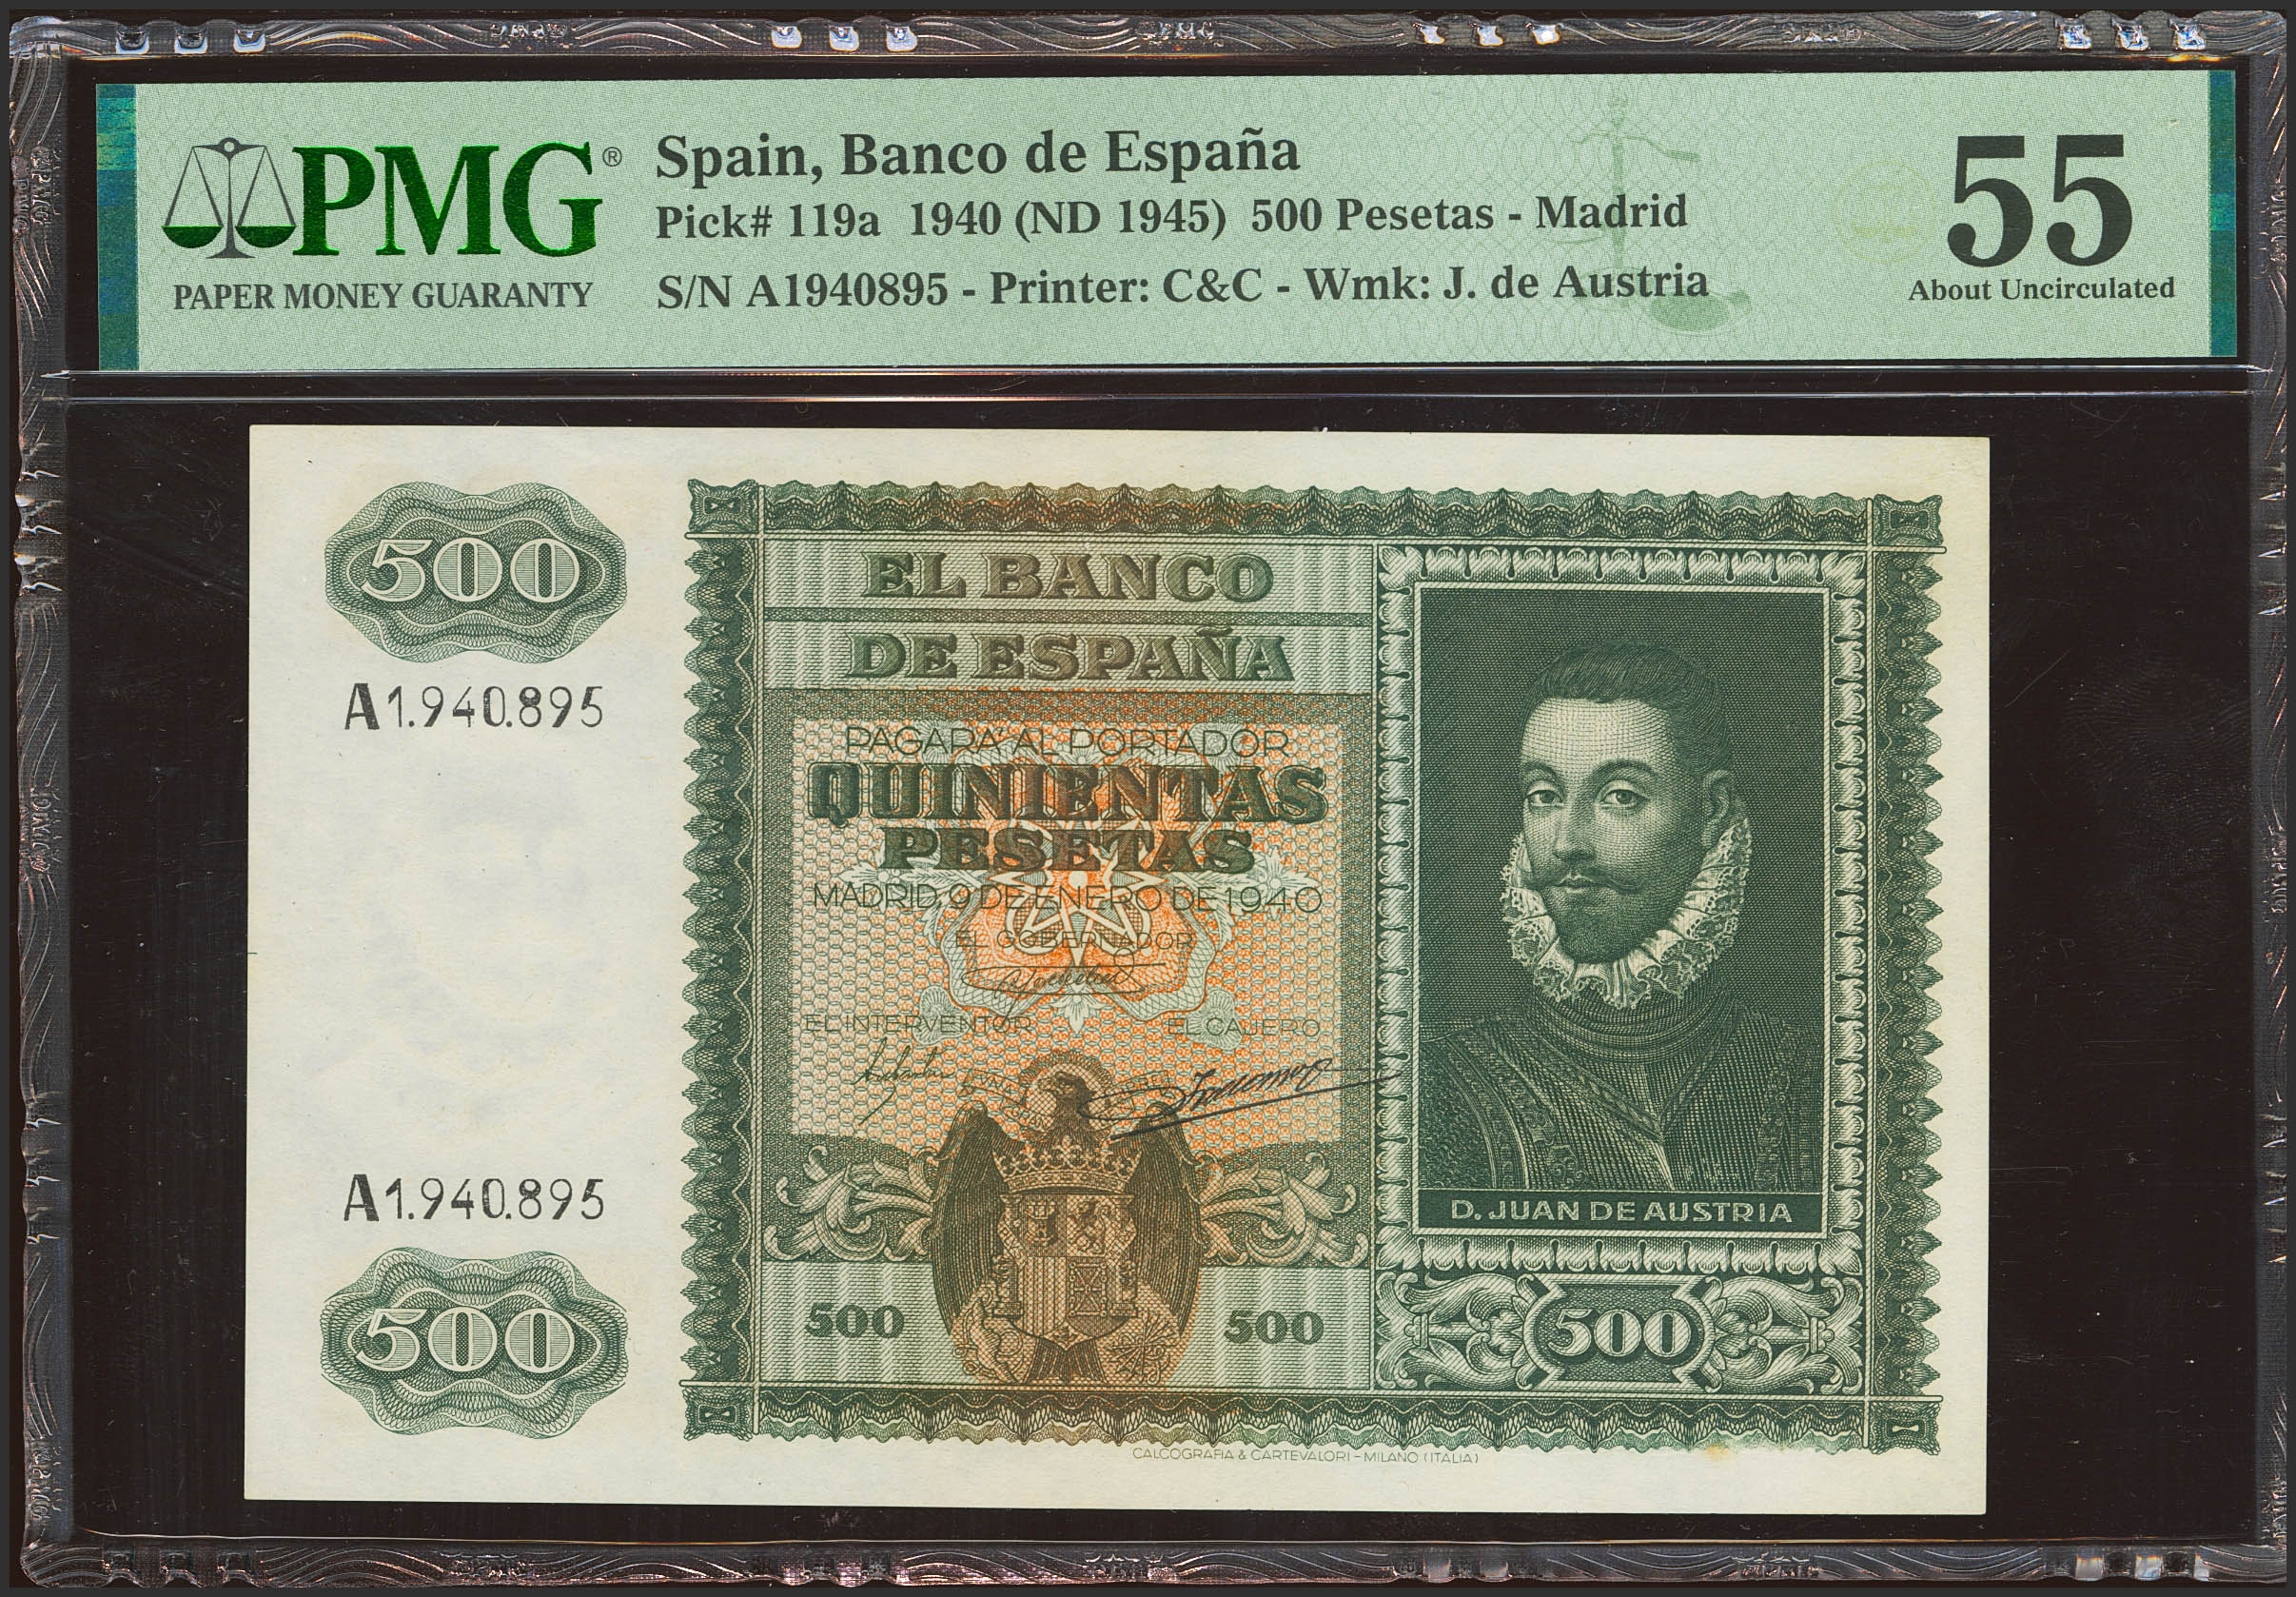 PMG®
PAPER MONEY GUARANTY
Spain, Banco de España
Pick# 119a 1940 (ND 1945) 500 Pesetas - Madrid
S/N A1940895 - Printer: C&C - Wmk: J. de Austria
55
About Uncirculated
500
A1.940.895
EL BANCO
DE ESPAÑA
PAGARA' AL PORTADOR
QUINIENTAS
PESETAS
MADRID, 9 DE ENERO DE 1940
EL GOBERNADOR
EL INTERVENTOR
EL CAJERO
A1.940.895
500
500
500
D. JUAN DE AUSTRIA
500
CALCOGRAFIA & CARTEVALORI - MILANO (ITALIA)